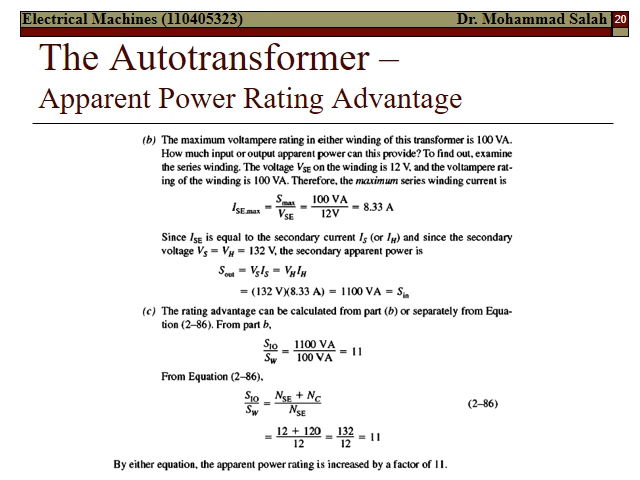 Electrical Machines (110405323) Dr. Mohammad Salah 20
The Autotransformer –
Apparent Power Rating Advantage
(b) The maximum voltampere rating in either winding of this transformer is 100 VA.
How much input or output apparent power can this provide? To find out, examine
the series winding. The voltage V_SE on the winding is 12 V, and the voltampere rat-
ing of the winding is 100 VA. Therefore, the maximum series winding current is
I_SE,max = S_max / V_SE = 100 VA / 12V = 8.33 A
Since I_SE is equal to the secondary current I_S (or I_H) and since the secondary
voltage V_S = V_H = 132 V, the secondary apparent power is
S_out = V_S I_S = V_H I_H
= (132 V)(8.33 A) = 1100 VA = S_in
(c) The rating advantage can be calculated from part (b) or separately from Equa-
tion (2–86). From part b,
S_IO / S_W = 1100 VA / 100 VA = 11
From Equation (2–86),
S_IO / S_W = N_SE + N_C / N_SE (2–86)
= 12 + 120 / 12 = 132 / 12 = 11
By either equation, the apparent power rating is increased by a factor of 11.